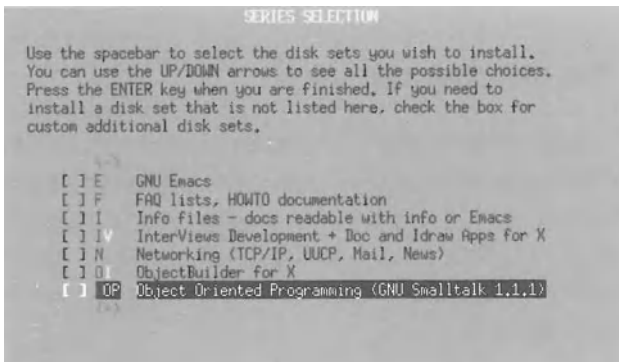 SERIES SELECTION
Use the spacebar to select the disk sets you wish to install.
You can use the UP/DOWN arrows to see all the possible choices.
Press the ENTER key when you are finished. If you need to
install a disk set that is not listed here, check the box for
custom additional disk sets.
(-)
[ ] E GNU Emacs
[ ] F FAQ lists, HOWTO documentation
[ ] I Info files - docs readable with info or Emacs
[ ] IV InterViews Development + Doc and Idraw Apps for X
[ ] N Networking (TCP/IP, UUCP, Mail, News)
[ ] OI ObjectBuilder for X
[ ] OP Object Oriented Programming (GNU Smalltalk 1.1.1)
(+)